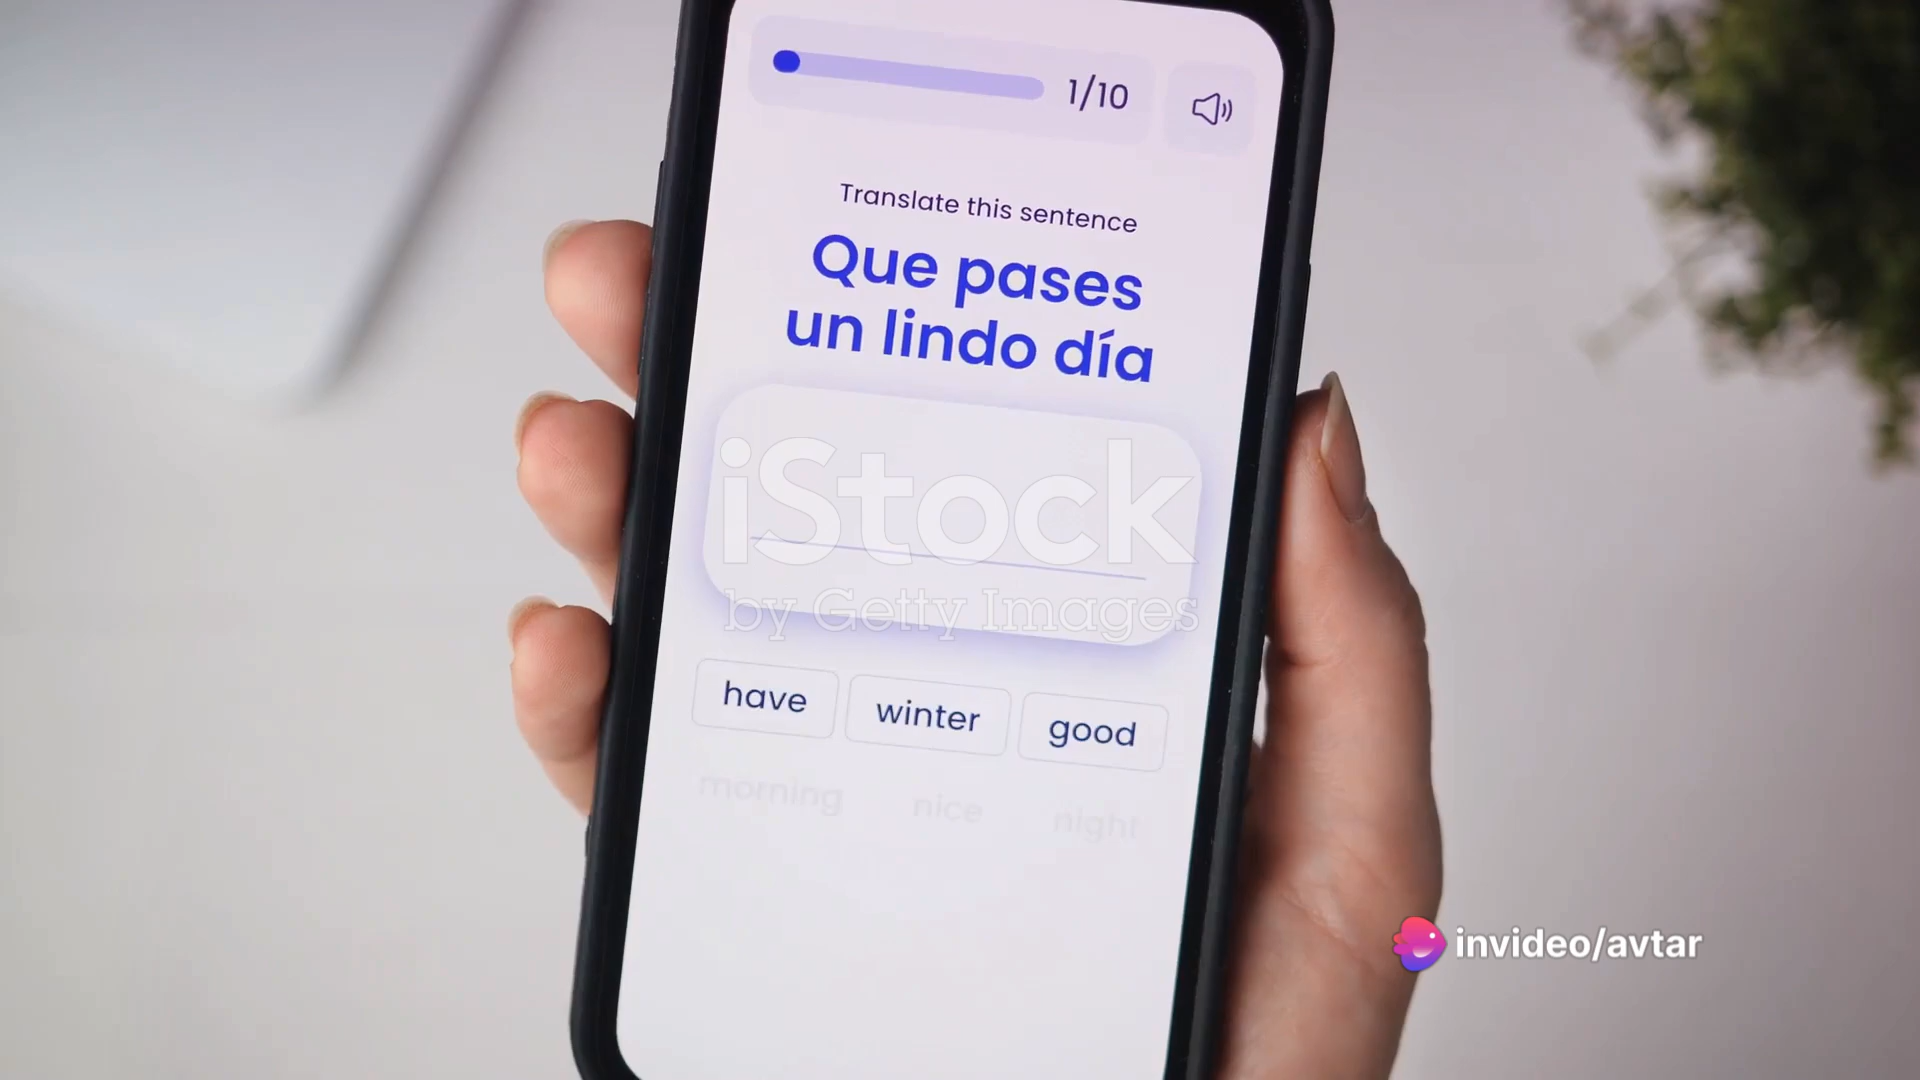 1/10
Translate this sentence
Que pases
un lindo día
iStock
by Getty Images
have winter good
morning nice night
invideo/avtar